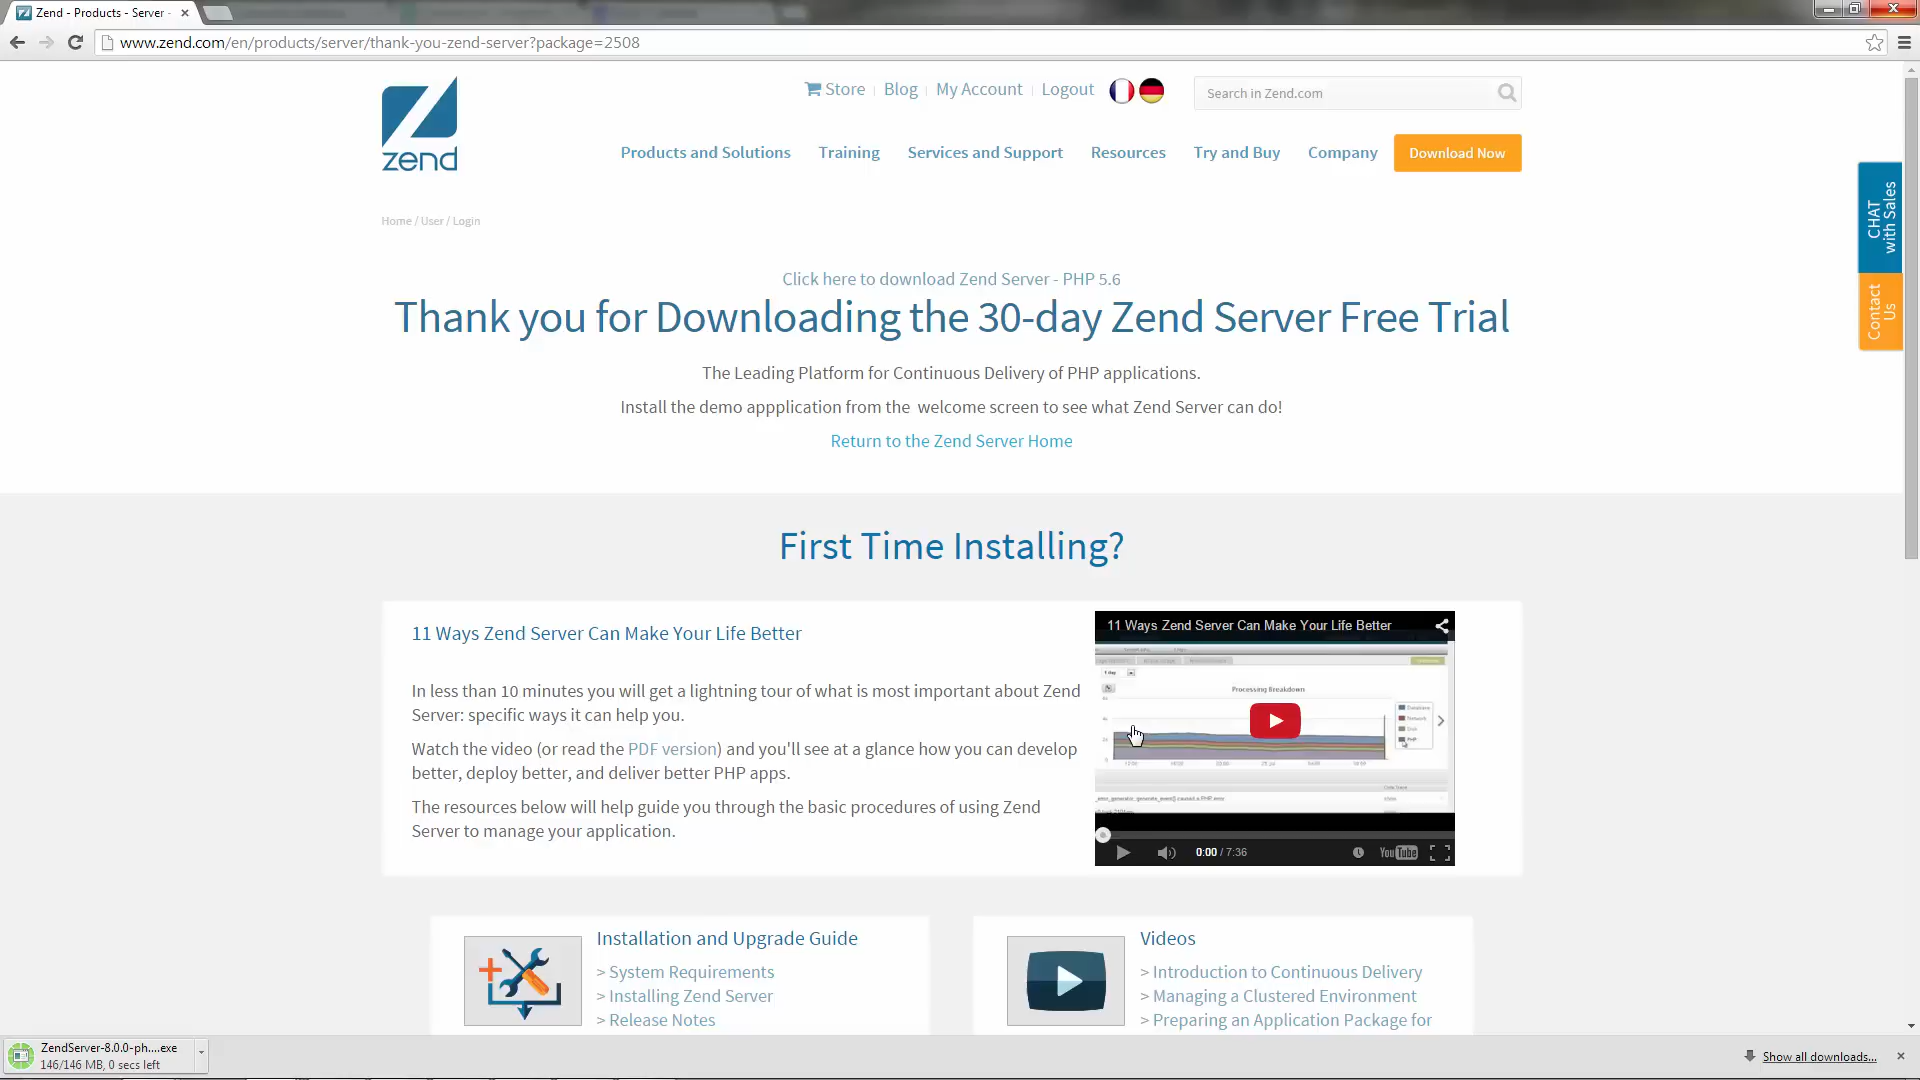 Zend - Products - Server -
www.zend.com/en/products/server/thank-you-zend-server?package=2508
zend
Store
Blog
My Account
Logout
Search in Zend.com
Products and Solutions
Training
Services and Support
Resources
Try and Buy
Company
Download Now
CHAT
with Sales
Contact
Us
Home / User / Login
Click here to download Zend Server - PHP 5.6
Thank you for Downloading the 30-day Zend Server Free Trial
The Leading Platform for Continuous Delivery of PHP applications.
Install the demo appplication from the welcome screen to see what Zend Server can do!
Return to the Zend Server Home
First Time Installing?
11 Ways Zend Server Can Make Your Life Better
In less than 10 minutes you will get a lightning tour of what is most important about Zend
Server: specific ways it can help you.
Watch the video (or read the PDF version) and you'll see at a glance how you can develop
better, deploy better, and deliver better PHP apps.
The resources below will help guide you through the basic procedures of using Zend
Server to manage your application.
11 Ways Zend Server Can Make Your Life Better
Processing Breakdown
0:00 / 7:36
YouTube
Installation and Upgrade Guide
> System Requirements
> Installing Zend Server
> Release Notes
Videos
> Introduction to Continuous Delivery
> Managing a Clustered Environment
> Preparing an Application Package for
ZendServer-8.0.0-ph....exe
146/146 MB, 0 secs left
Show all downloads...